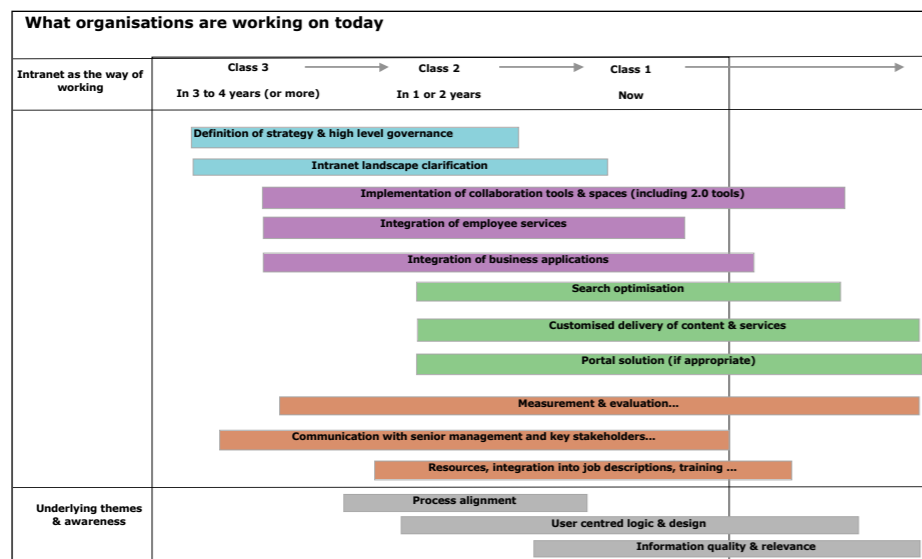 What organisations are working on today
Intranet as the way of
working
Class 3
Class 2
Class 1
In 3 to 4 years (or more)
In 1 or 2 years
Now
Definition of strategy & high level governance
Intranet landscape clarification
Implementation of collaboration tools & spaces (including 2.0 tools)
Integration of employee services
Integration of business applications
Search optimisation
Customised delivery of content & services
Portal solution (if appropriate)
Measurement & evaluation...
Communication with senior management and key stakeholders...
Resources, integration into job descriptions, training ...
Underlying themes
& awareness
Process alignment
User centred logic & design
Information quality & relevance